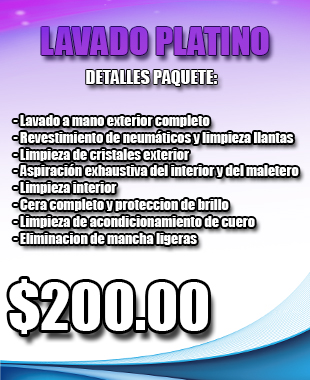 LAVADO PLATINO
DETALLES PAQUETE:
- Lavado a mano exterior completo
- Revestimiento de neumáticos y limpieza llantas
- Limpieza de cristales exterior
- Aspiración exhaustiva del interior y del maletero
- Limpieza interior
- Cera completo y proteccion de brillo
- Limpieza de acondicionamiento de cuero
- Eliminacion de mancha ligeras
$200.00